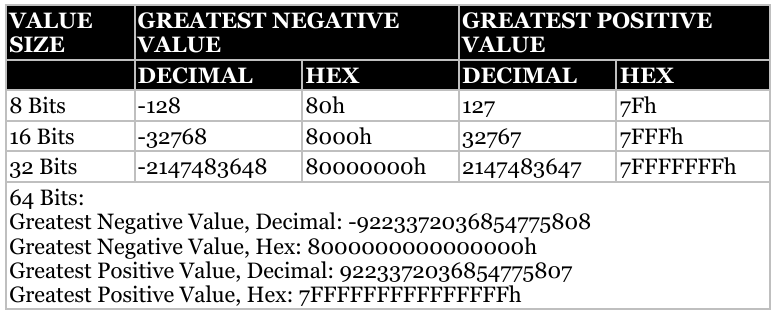 VALUE SIZE GREATEST NEGATIVE VALUE GREATEST POSITIVE VALUE
DECIMAL HEX DECIMAL HEX
8 Bits -128 80h 127 7Fh
16 Bits -32768 8000h 32767 7FFFh
32 Bits -2147483648 80000000h 2147483647 7FFFFFFFh
64 Bits:
Greatest Negative Value, Decimal: -9223372036854775808
Greatest Negative Value, Hex: 8000000000000000h
Greatest Positive Value, Decimal: 9223372036854775807
Greatest Positive Value, Hex: 7FFFFFFFFFFFFFFFh